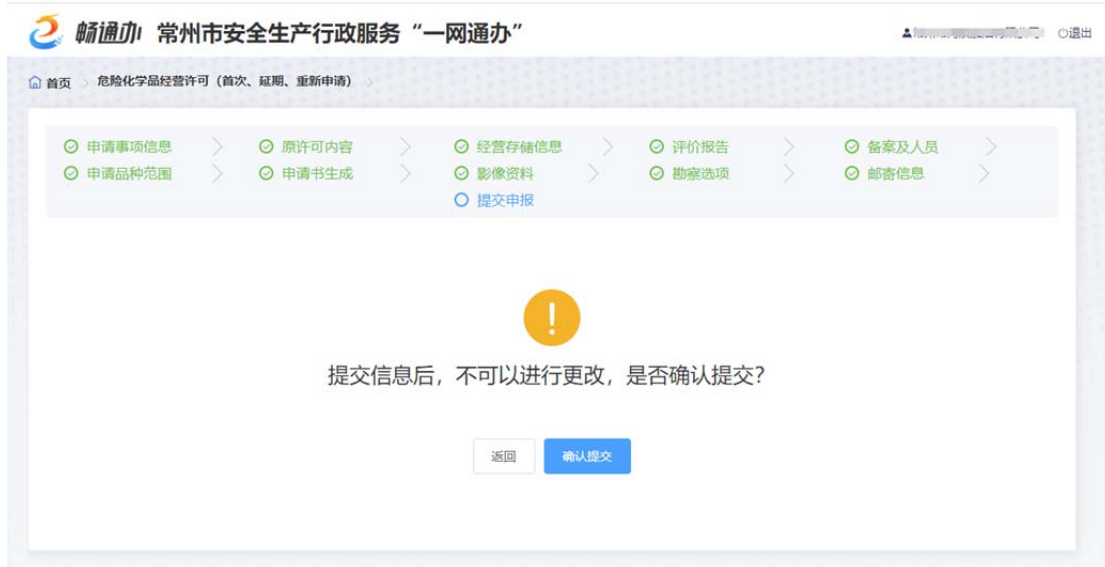 畅通办 常州市安全生产行政服务“一网通办”
退出
首页 危险化学品经营许可（首次、延期、重新申请）
申请事项信息 原许可内容 经营存储信息 评价报告 备案及人员
申请品种范围 申请书生成 影像资料 勘察选项 邮寄信息
提交申报
提交信息后，不可以进行更改，是否确认提交？
返回 确认提交